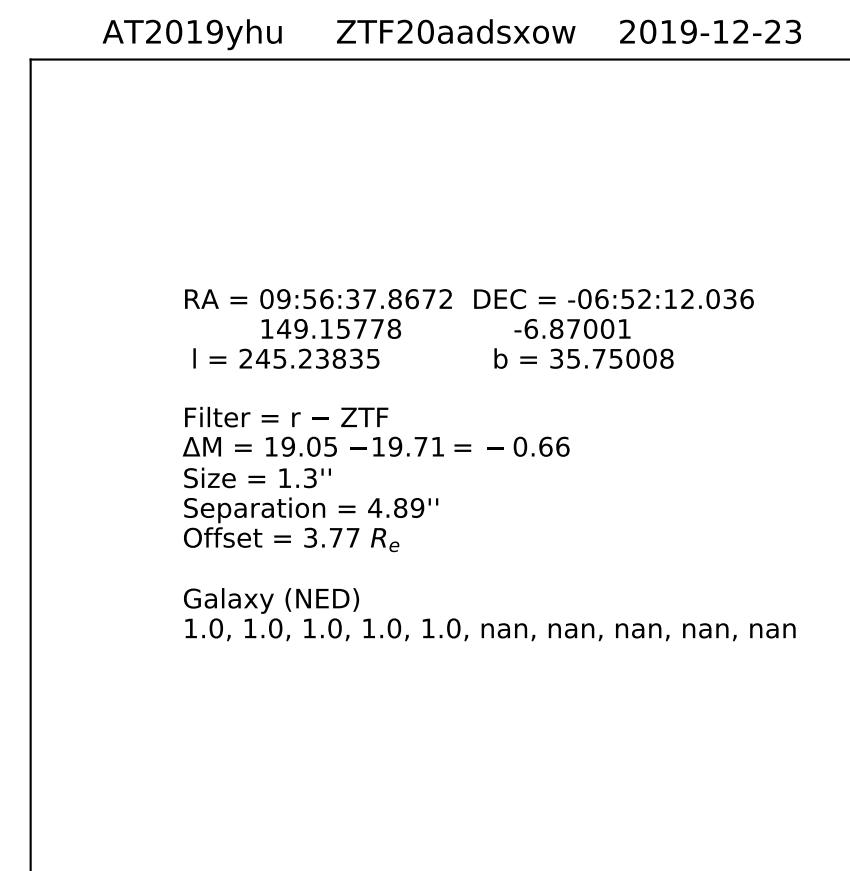 AT2019yhu ZTF20aadsxow 2019-12-23
RA = 09:56:37.8672 DEC = -06:52:12.036
149.15778 -6.87001
l = 245.23835 b = 35.75008
Filter = r − ZTF
ΔM = 19.05 −19.71 = − 0.66
Size = 1.3''
Separation = 4.89''
Offset = 3.77 Re
Galaxy (NED)
1.0, 1.0, 1.0, 1.0, 1.0, nan, nan, nan, nan, nan